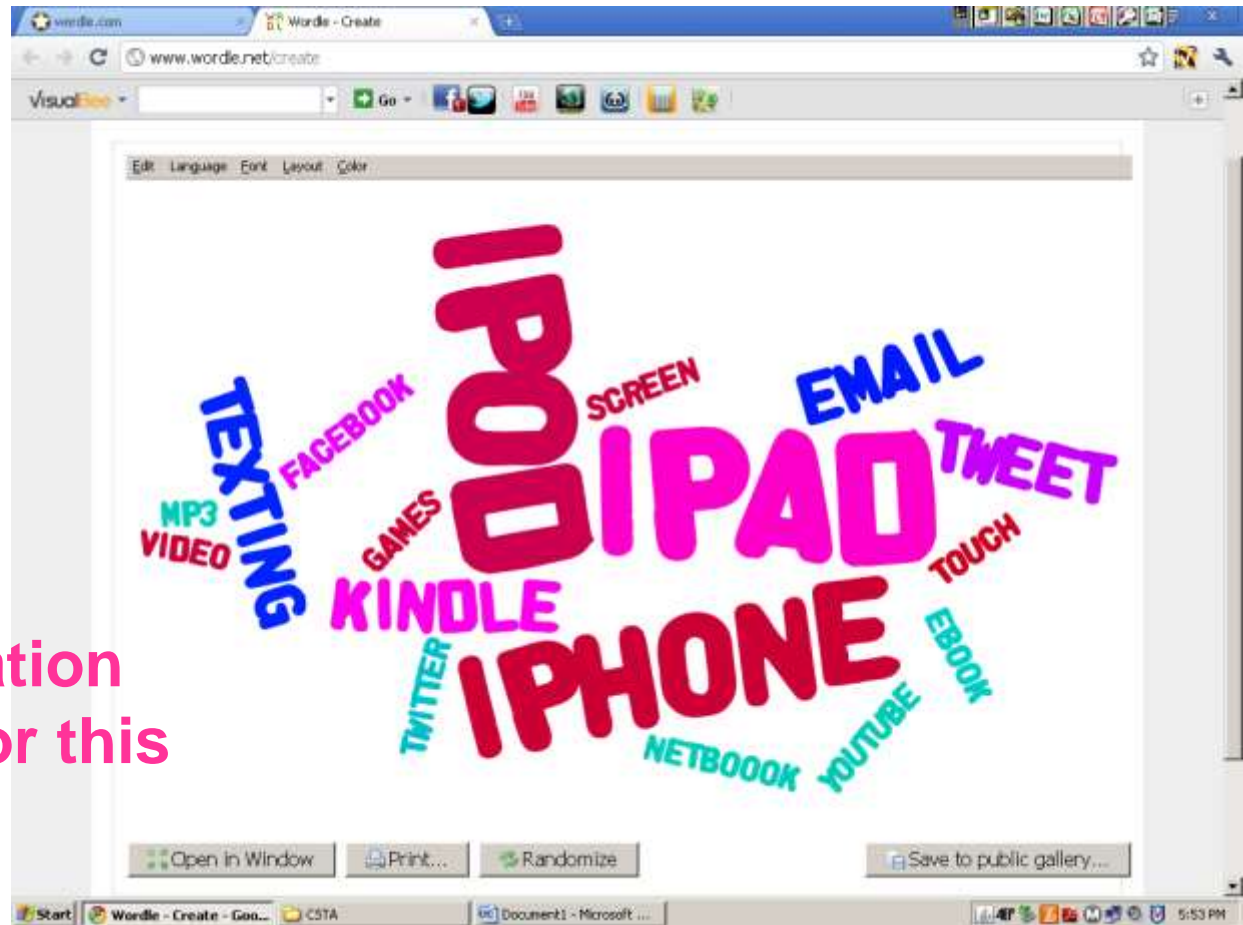 wordle.com
Wordle - Create
www.wordle.net/create
VisualBee
Go
Edit Language Font Layout Color
IPOD
SCREEN
EMAIL
TEXTING
FACEBOOK
IPAD
TWEET
MP3
VIDEO
GAMES
TOUCH
KINDLE
IPHONE
EBOOK
TWITTER
NETBOOOK
YOUTUBE
ation
or this
Open in Window
Print...
Randomize
Save to public gallery...
Start
Wordle - Create - Goo...
CSTA
Document1 - Microsoft ...
5:53 PM